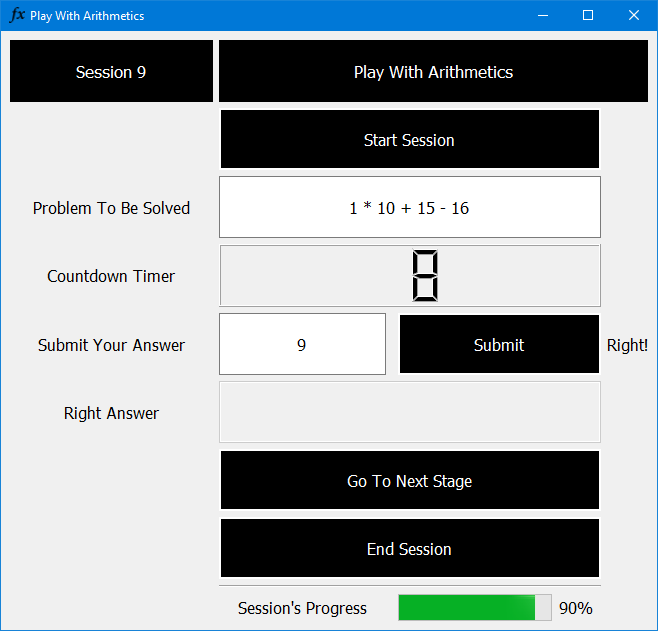 fx Play With Arithmetics
Session 9
Play With Arithmetics
Start Session
Problem To Be Solved
1 * 10 + 15 - 16
Countdown Timer
8
Submit Your Answer
9
Submit
Right!
Right Answer
Go To Next Stage
End Session
Session's Progress
90%